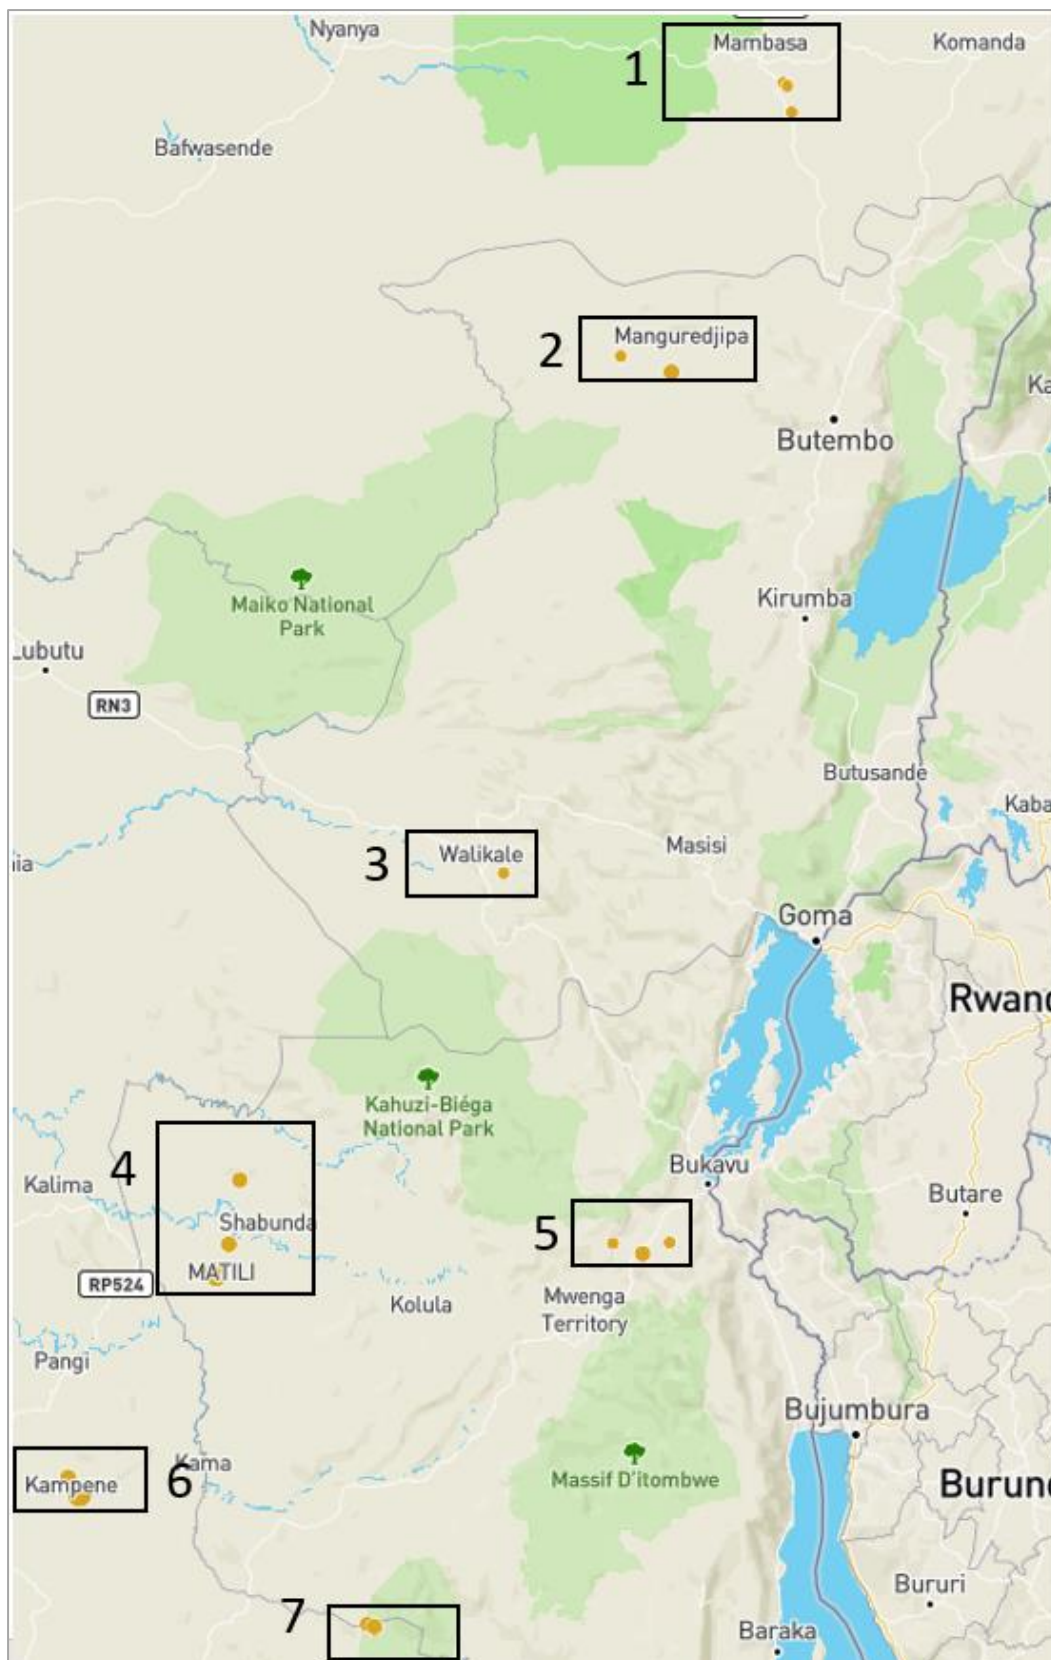 Nyanya
Mambasa
Komanda
1
Bafwasende
2
Manguredjipa
Butembo
Maiko National
Park
Kirumba
Lubutu
RN3
Butusande
Kaba
3
Walikale
Masisi
Goma
Rwand
4
Kahuzi-Biéga
National Park
Kalima
Bukavu
Butare
Shabunda
5
MATILI
RP524
Kolula
Mwenga
Territory
Pangi
Bujumbura
Kama
6
Kampene
Massif D'itombwe
Burun
Bururi
7
Baraka